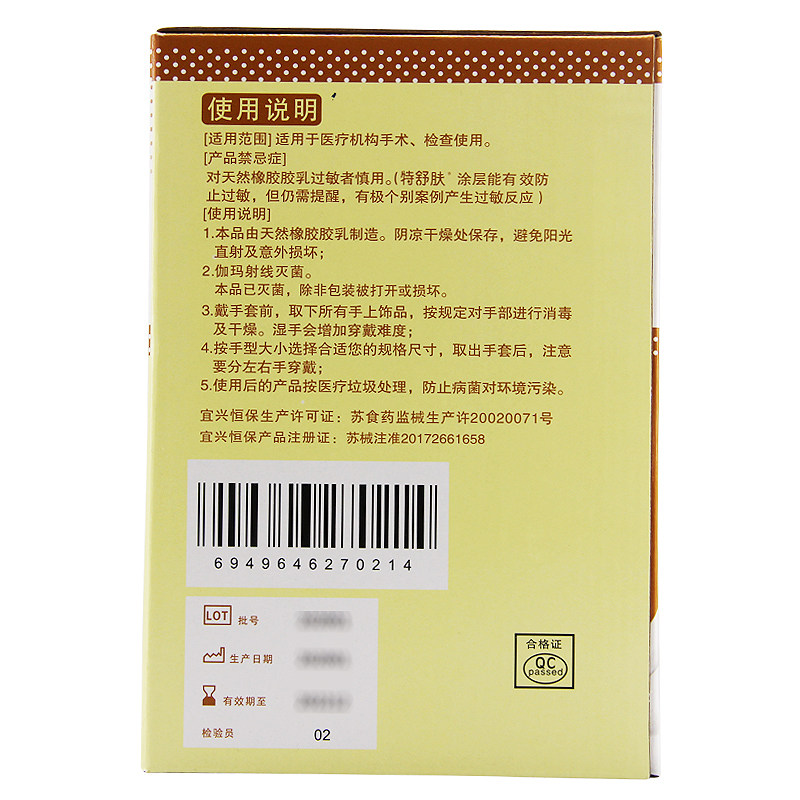 使用说明
[适用范围] 适用于医疗机构手术、检查使用。
[产品禁忌症]
对天然橡胶胶乳过敏者慎用。(特舒肤® 涂层能有效防
止过敏，但仍需提醒，有极个别案例产生过敏反应)
[使用说明]
1.本品由天然橡胶胶乳制造。阴凉干燥处保存，避免阳光
直射及意外损坏；
2.伽玛射线灭菌。
本品已灭菌，除非包装被打开或损坏。
3.戴手套前，取下所有手上饰品，按规定对手部进行消毒
及干燥。湿手会增加穿戴难度；
4.按手型大小选择合适您的规格尺寸，取出手套后，注意
要分左右手穿戴；
5.使用后的产品按医疗垃圾处理，防止病菌对环境污染。
宜兴恒保生产许可证：苏食药监械生产许20020071号
宜兴恒保产品注册证：苏械注准20172661658
6949646270214
LOT 批号
生产日期
有效期至
检验员 02
合格证
QC
passed